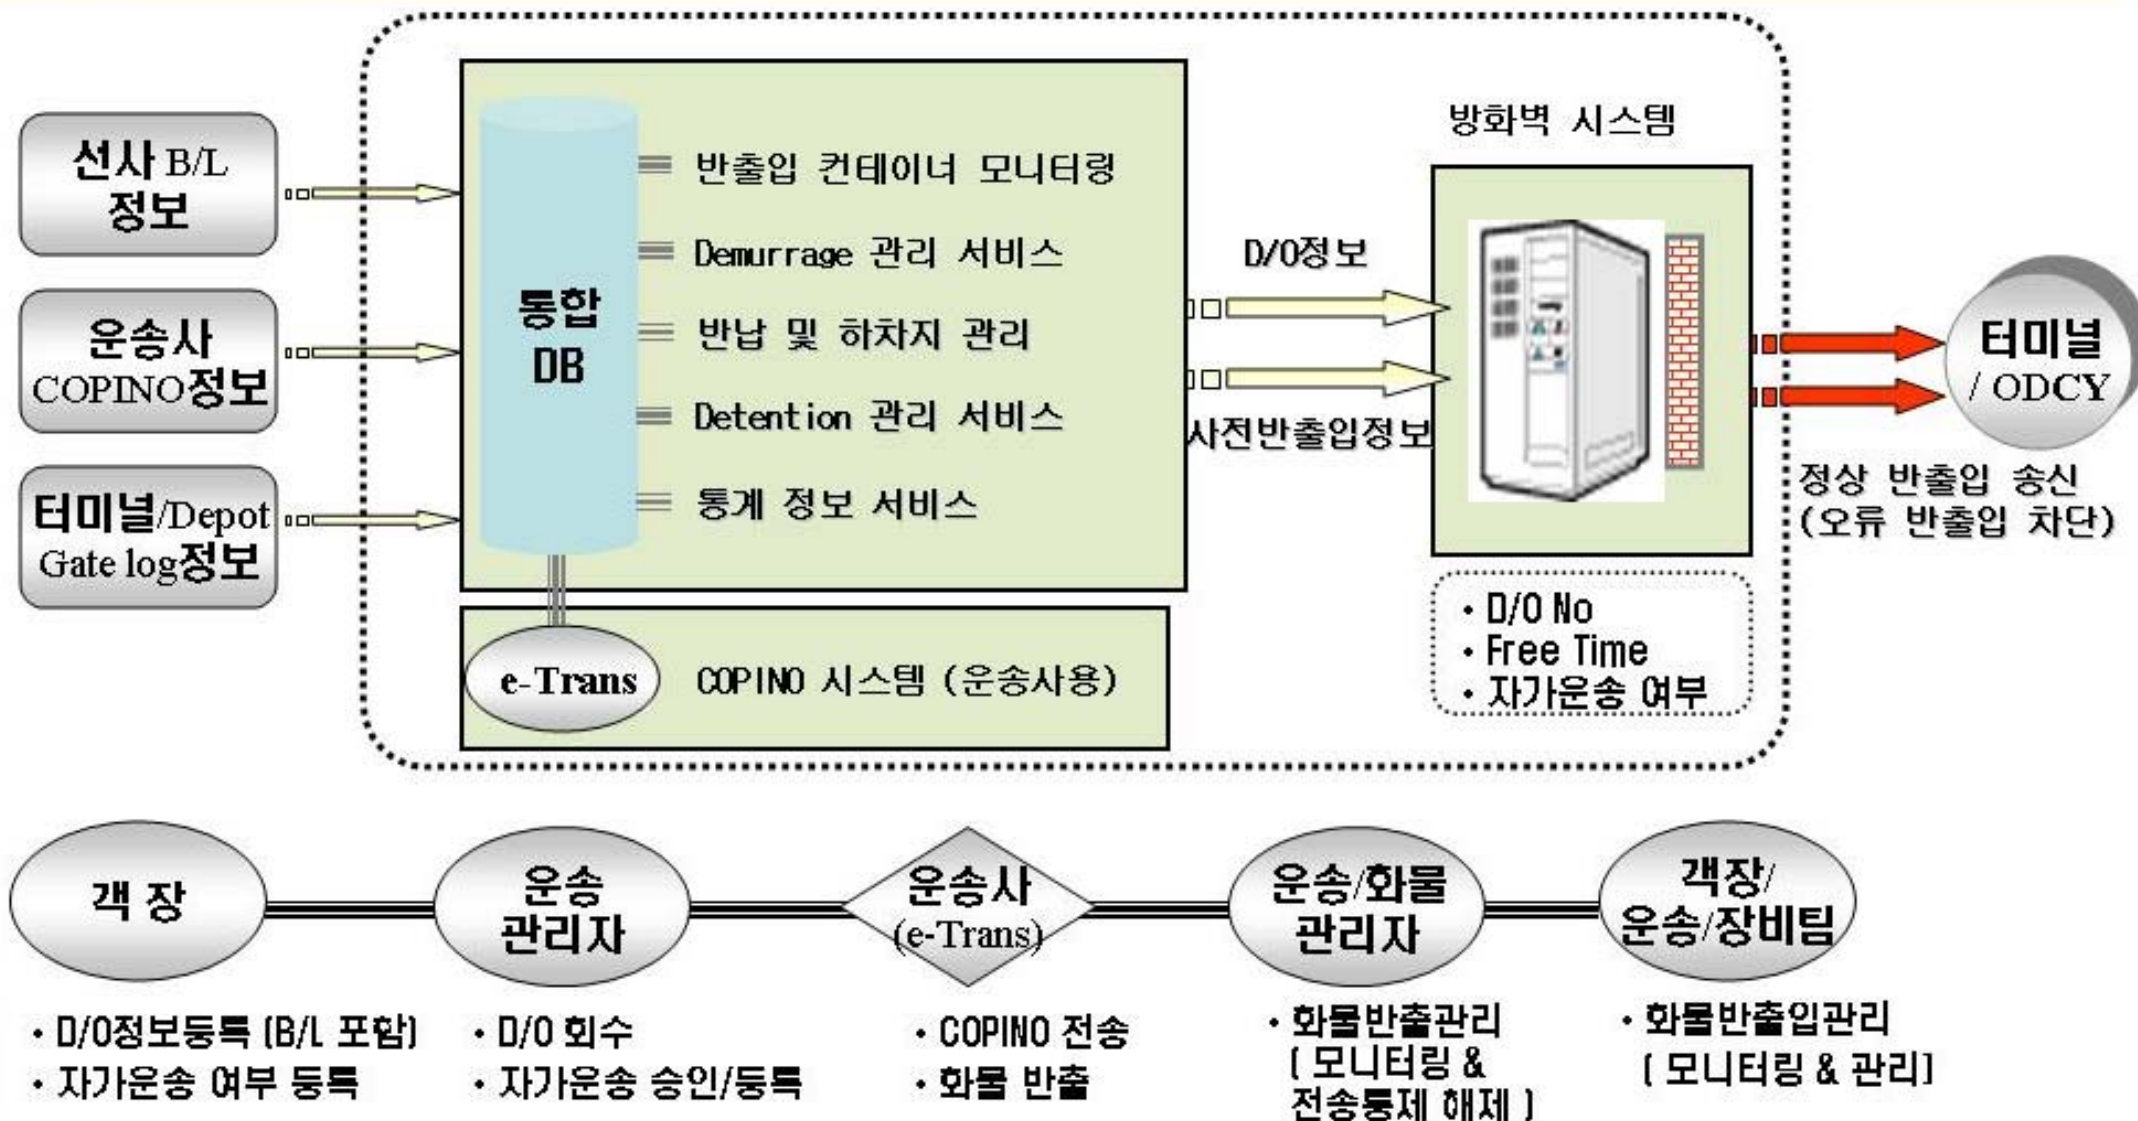 선사 B/L
정보
운송사
COPINO정보
터미널/Depot
Gate log정보
통합
DB
반출입 컨테이너 모니터링
Demurrage 관리 서비스
반납 및 하차지 관리
Detention 관리 서비스
통계 정보 서비스
e-Trans
COPINO 시스템 (운송사용)
D/O정보
사전반출입정보
방화벽 시스템
• D/O No
• Free Time
• 자가운송 여부
터미널
/ ODCY
정상 반출입 송신
(오류 반출입 차단)
객 장
• D/O정보등록 (B/L 포함)
• 자가운송 여부 등록
운송
관리자
• D/O 회수
• 자가운송 승인/등록
운송사
(e-Trans)
• COPINO 전송
• 화물 반출
운송/화물
관리자
• 화물반출관리
( 모니터링 &
전송통제 해제 )
객장/
운송/장비팀
• 화물반출입관리
( 모니터링 & 관리)